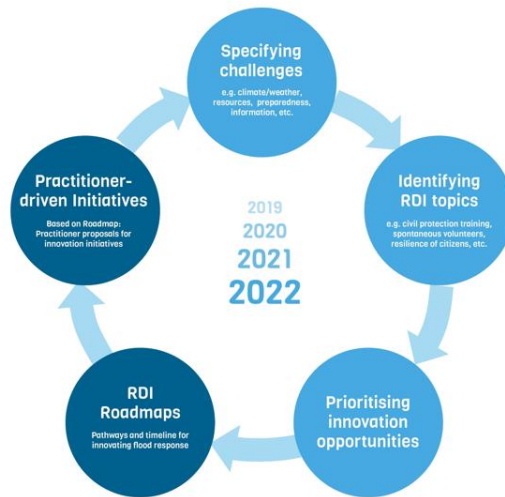 Specifying
challenges
e.g. climate/weather,
resources, preparedness,
information, etc.
Identifying
RDI topics
e.g. civil protection training,
spontaneous volunteers,
resilience of citizens, etc.
Prioritising
innovation
opportunities
RDI
Roadmaps
Pathways and timeline for
innovating flood response
Practitioner-
driven Initiatives
Based on Roadmap:
Practitioner proposals for
innovation initiatives
2019
2020
2021
2022